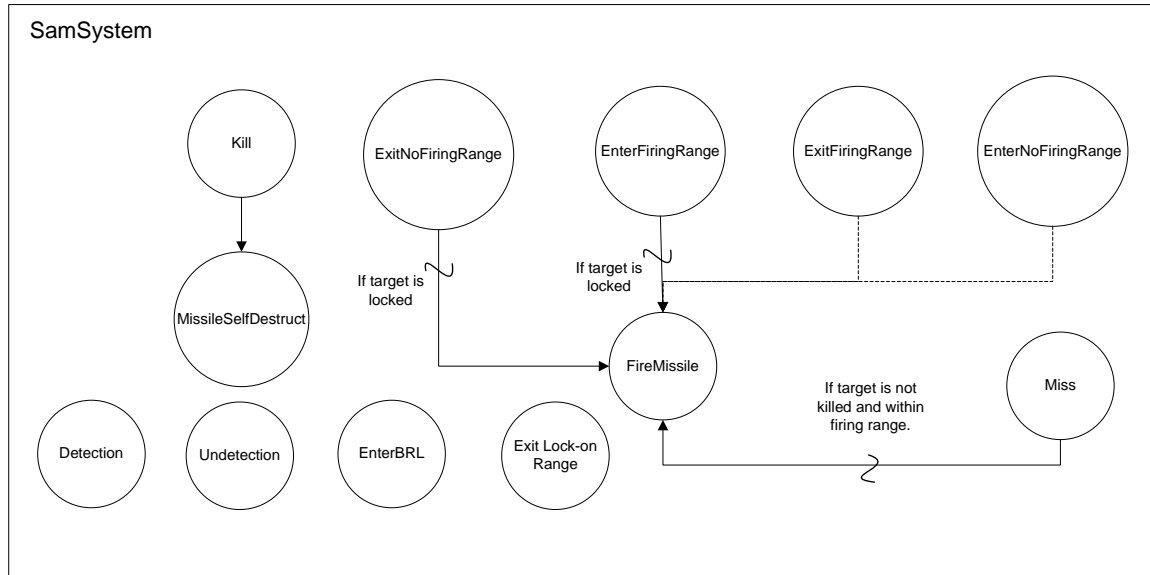 SamSystem
Kill
ExitNoFiringRange
EnterFiringRange
ExitFiringRange
EnterNoFiringRange
If target is
locked
If target is
locked
MissileSelfDestruct
FireMissile
If target is not
killed and within
firing range.
Miss
Detection
Undetection
EnterBRL
Exit Lock-on
Range